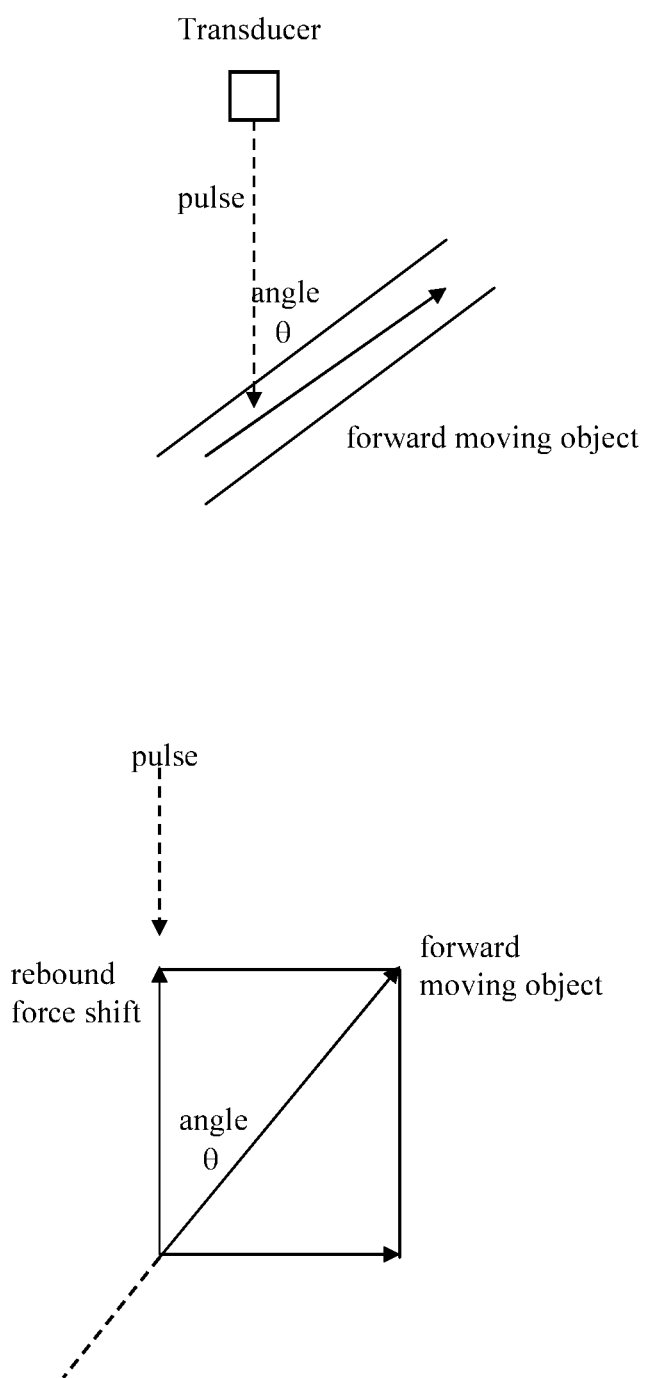 Transducer
pulse
angle
θ
forward moving object
pulse
forward
moving object
rebound
force shift
angle
θ